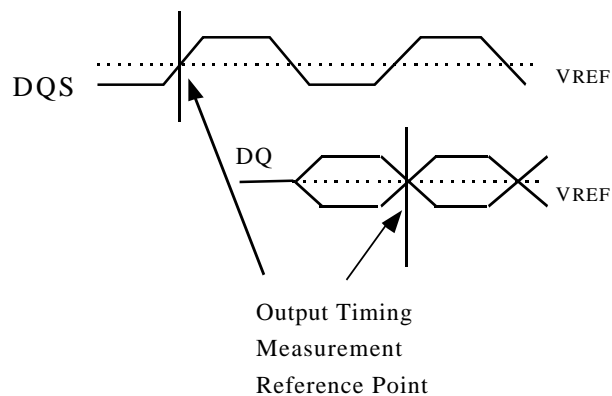 DQS
VREF
DQ
VREF
Output Timing
Measurement
Reference Point